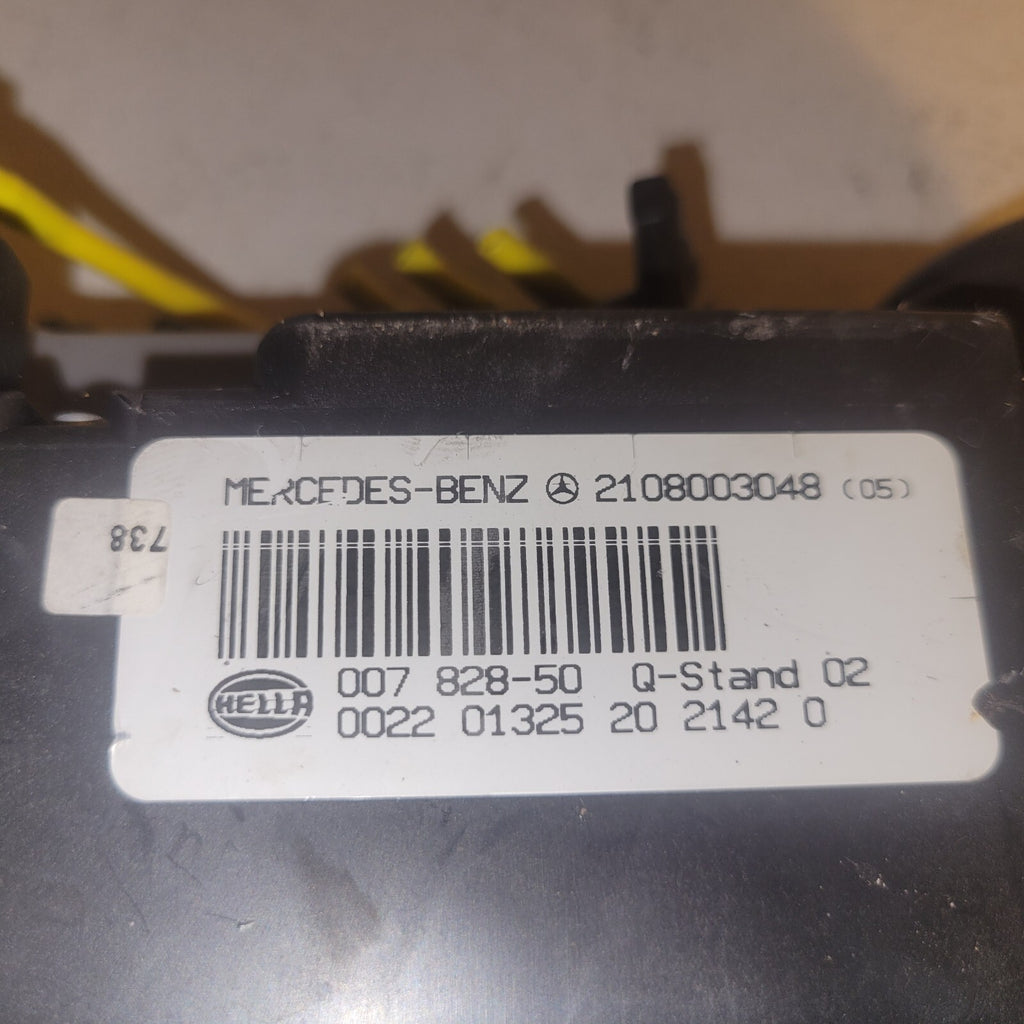 MERCEDES-BENZ 2108003048 (05)
738
HELLA
007 828-50 Q-Stand 02
0022 01325 20 2142 0